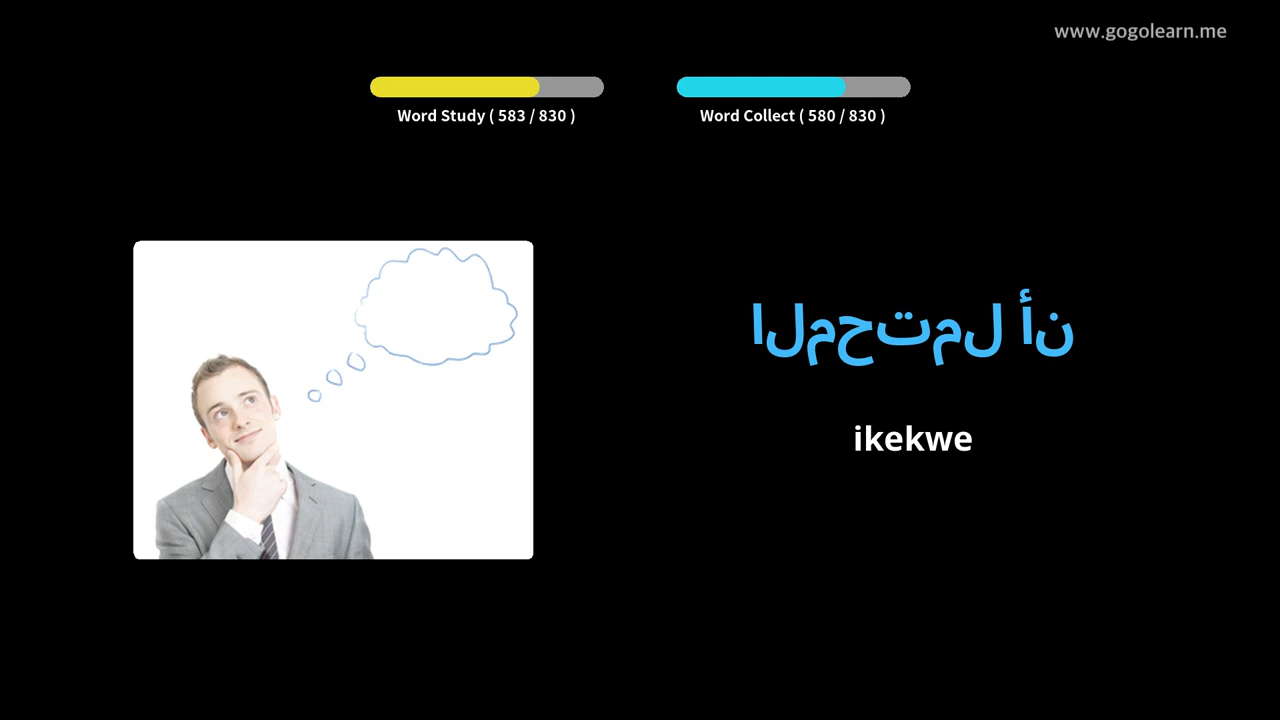 www.gogolearn.me
Word Study ( 583 / 830 )
Word Collect ( 580 / 830 )
المحتمل أن
ikekwe